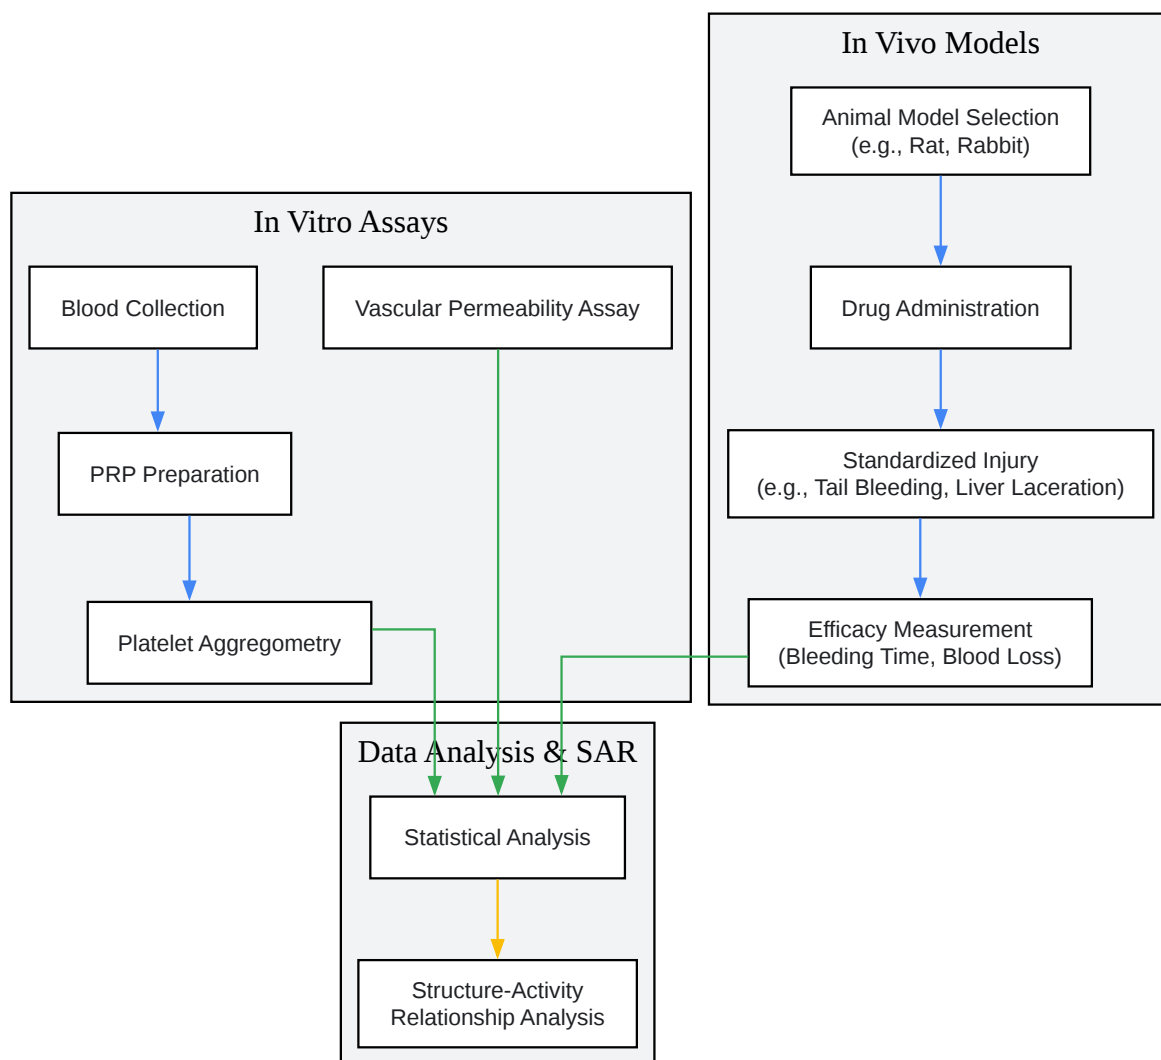 In Vivo Models
Animal Model Selection
(e.g., Rat, Rabbit)
Drug Administration
Standardized Injury
(e.g., Tail Bleeding, Liver Laceration)
Efficacy Measurement
(Bleeding Time, Blood Loss)
In Vitro Assays
Blood Collection
Vascular Permeability Assay
PRP Preparation
Platelet Aggregometry
Data Analysis & SAR
Statistical Analysis
Structure-Activity
Relationship Analysis